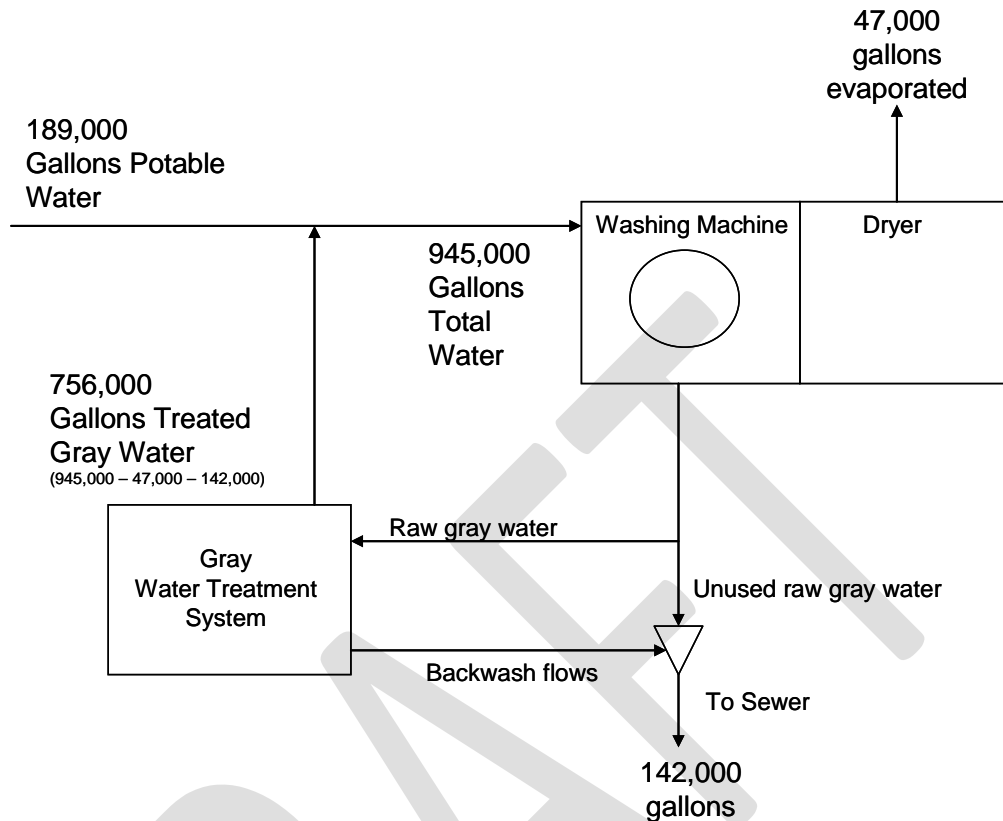 47,000
gallons
evaporated
189,000
Gallons Potable
Water
Washing Machine
Dryer
945,000
Gallons
Total
Water
756,000
Gallons Treated
Gray Water
(945,000 – 47,000 – 142,000)
Raw gray water
Gray
Water Treatment
System
Unused raw gray water
Backwash flows
To Sewer
142,000
gallons
DRAFT